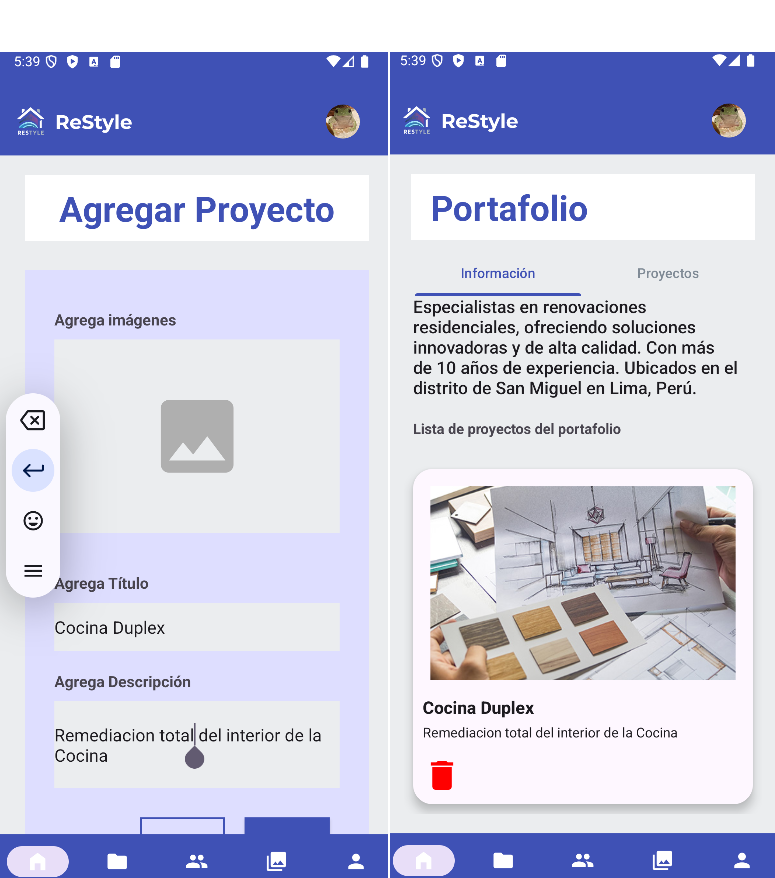 5:39
RESTYLE
ReStyle
Agregar Proyecto
Agrega imágenes
Agrega Título
Cocina Duplex
Agrega Descripción
Remediacion total del interior de la
Cocina
5:39
RESTYLE
ReStyle
Portafolio
Información
Proyectos
Especialistas en renovaciones
residenciales, ofreciendo soluciones
innovadoras y de alta calidad. Con más
de 10 años de experiencia. Ubicados en el
distrito de San Miguel en Lima, Perú.
Lista de proyectos del portafolio
Cocina Duplex
Remediacion total del interior de la Cocina